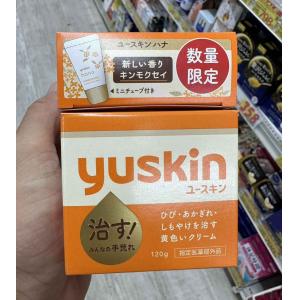 ユースキン ハナ
新しい香り
キンモクセイ
ミニチューブ付き
数量
限定
yuskin
ユースキン
治す!
みんなの手荒れ
ひび・あかぎれ・
しもやけを治す
黄色いクリーム
120g
指定医薬部外品